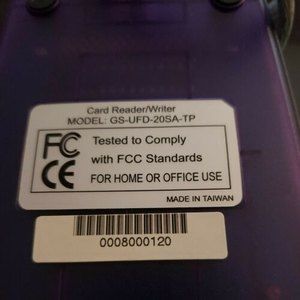 Card Reader/Writer
MODEL: GS-UFD-20SA-TP
FC
CE
Tested to Comply
with FCC Standards
FOR HOME OR OFFICE USE
MADE IN TAIWAN
0008000120